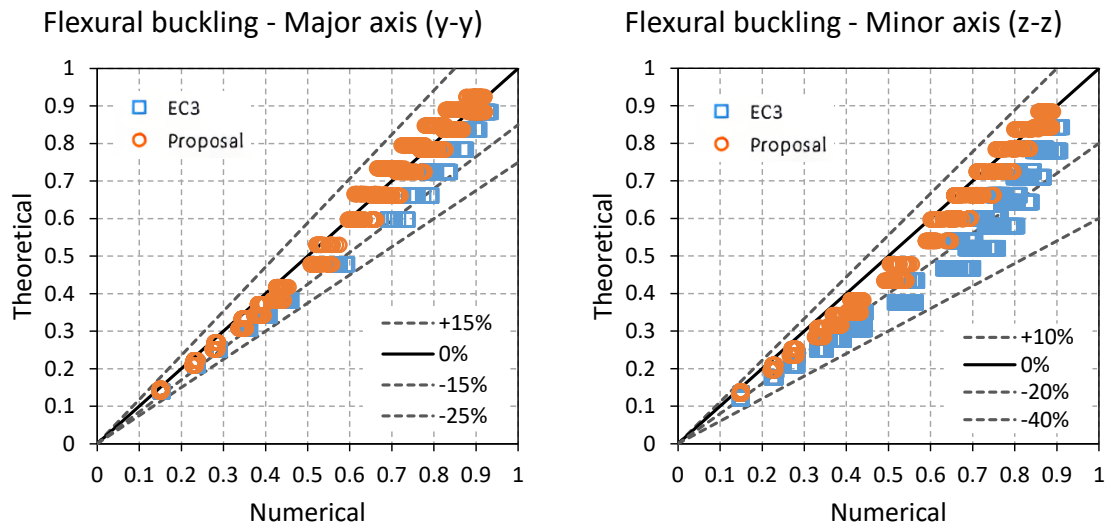 Flexural buckling - Major axis (y-y)
1
0.9
0.8
0.7
0.6
0.5
0.4
0.3
0.2
0.1
0
Theoretical
EC3
Proposal
+15%
0%
-15%
-25%
0 0.1 0.2 0.3 0.4 0.5 0.6 0.7 0.8 0.9 1
Numerical
Flexural buckling - Minor axis (z-z)
1
0.9
0.8
0.7
0.6
0.5
0.4
0.3
0.2
0.1
0
Theoretical
EC3
Proposal
+10%
0%
-20%
-40%
0 0.1 0.2 0.3 0.4 0.5 0.6 0.7 0.8 0.9 1
Numerical